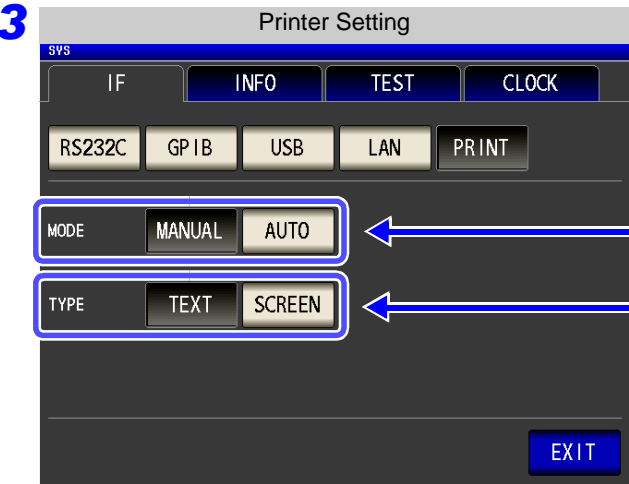 3
Printer Setting
SYS
IF INFO TEST CLOCK
RS232C GPIB USB LAN PRINT
MODE MANUAL AUTO
TYPE TEXT SCREEN
EXIT